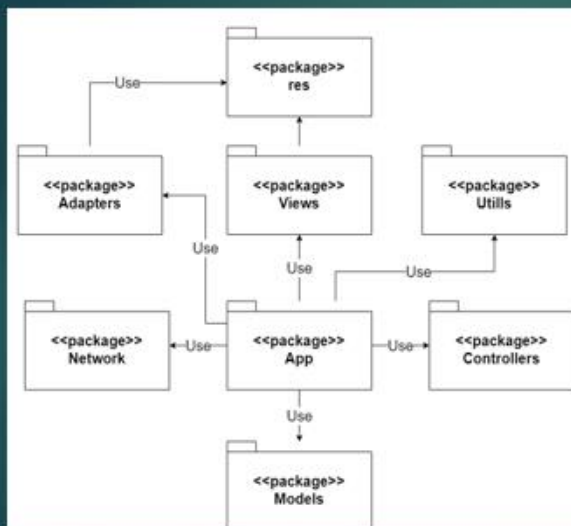 <<package>>
res
Use
<<package>>
Adapters
<<package>>
Views
<<package>>
Utills
Use
Use
Use
<<package>>
Network
Use
<<package>>
App
Use
<<package>>
Controllers
Use
<<package>>
Models